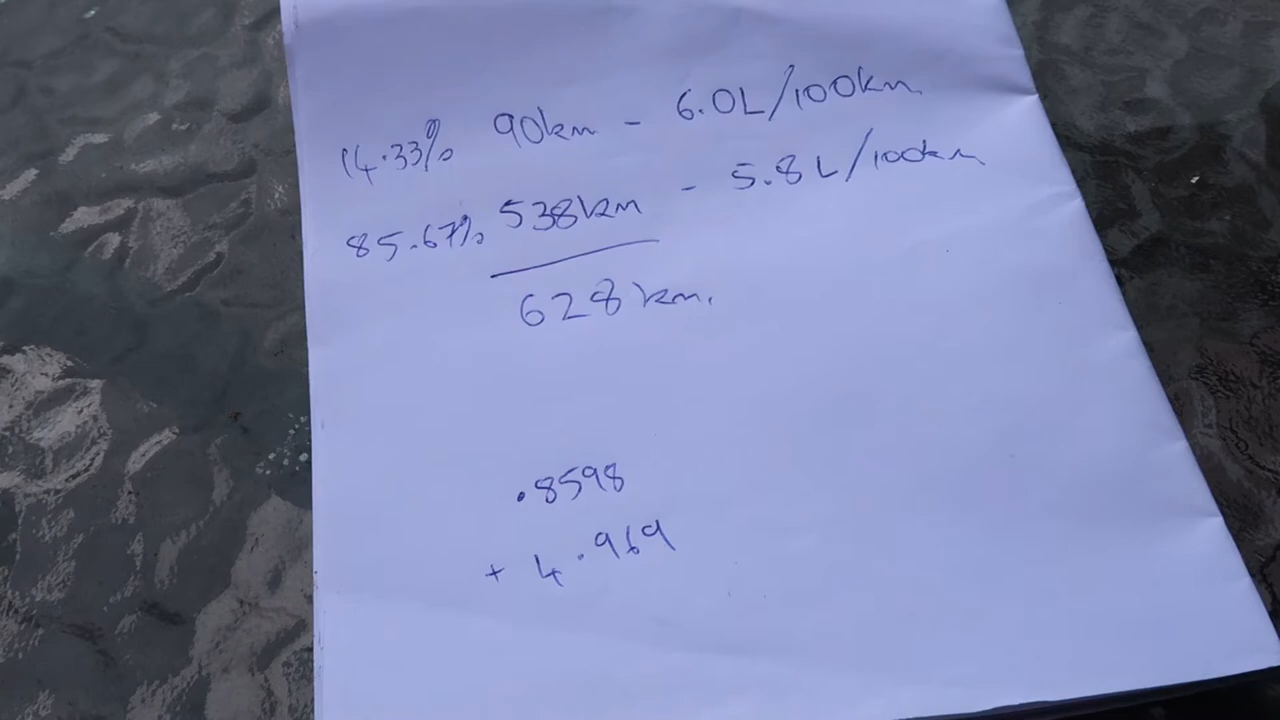 14.33% 90km - 6.0L/100km
85.67% 538km - 5.8L/100km
628km.
.8598
+ 4.969